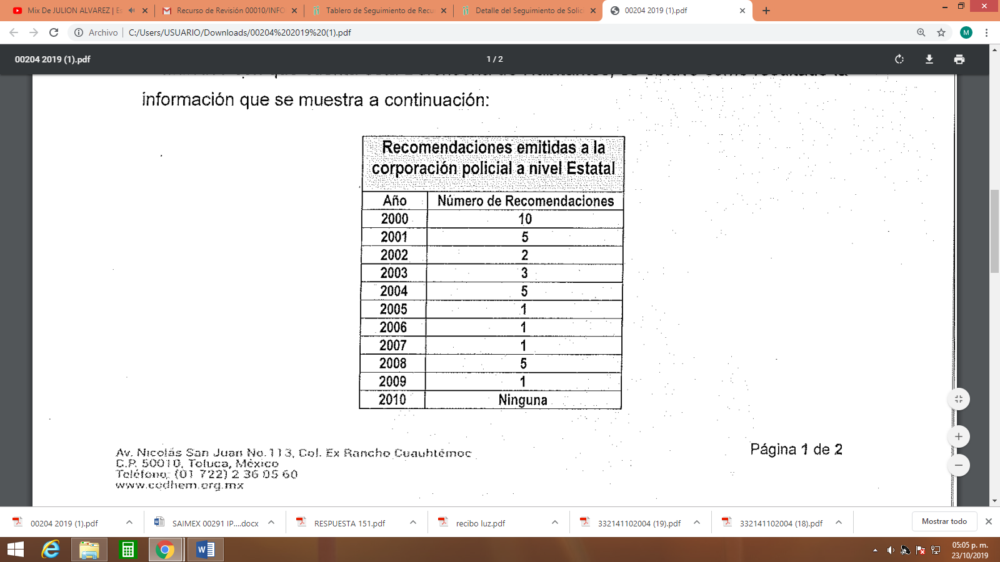 Mix De JULION ALVAREZ | Es
Recurso de Revisión 00010/INFO
Tablero de Seguimiento de Recu
Detalle del Seguimiento de Solic
00204 2019 (1).pdf
Archivo
C:/Users/USUARIO/Downloads/00204%202019%20(1).pdf
M
00204 2019 (1).pdf
1 / 2
información que se muestra a continuación:
Recomendaciones emitidas a la
corporación policial a nivel Estatal
Año Número de Recomendaciones
2000 10
2001 5
2002 2
2003 3
2004 5
2005 1
2006 1
2007 1
2008 5
2009 1
2010 Ninguna
Av. Nicolás San Juan No. 113, Col. Ex Rancho Cuauhtémoc
C.P. 50010, Toluca, México
Teléfono: (01 722) 2 36 05 60
www.codhem.org.mx
Página 1 de 2
00204 2019 (1).pdf
SAIMEX 00291 IP....docx
RESPUESTA 151.pdf
recibo luz.pdf
332141102004 (19).pdf
332141102004 (18).pdf
Mostrar todo
05:05 p. m.
23/10/2019